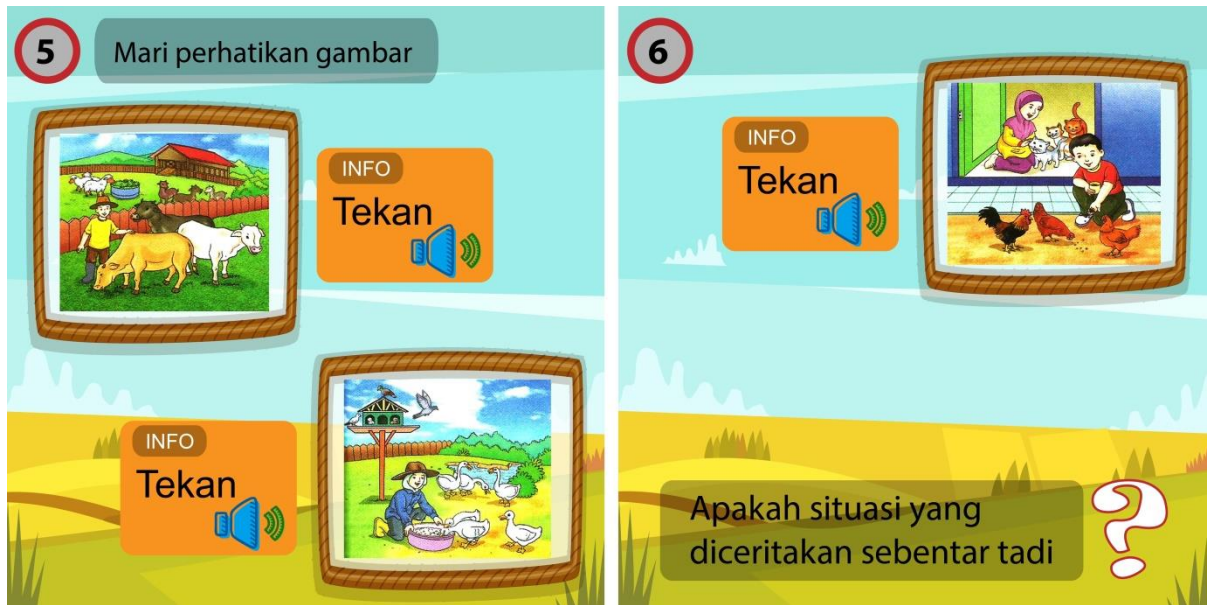 5
Mari perhatikan gambar
INFO
Tekan
INFO
Tekan
6
INFO
Tekan
Apakah situasi yang
diceritakan sebentar tadi
?